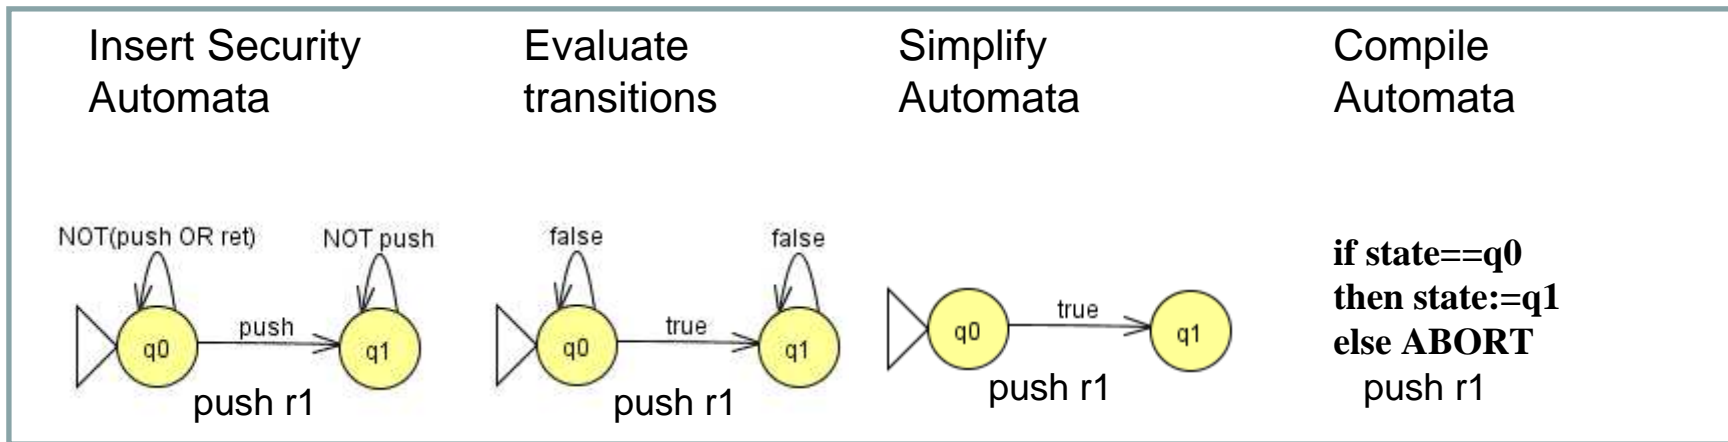 Insert Security
Automata
Evaluate
transitions
Simplify
Automata
Compile
Automata
NOT(push OR ret)
NOT push
q0
push
q1
push r1
false
false
q0
true
q1
push r1
q0
true
q1
push r1
if state==q0
then state:=q1
else ABORT
push r1